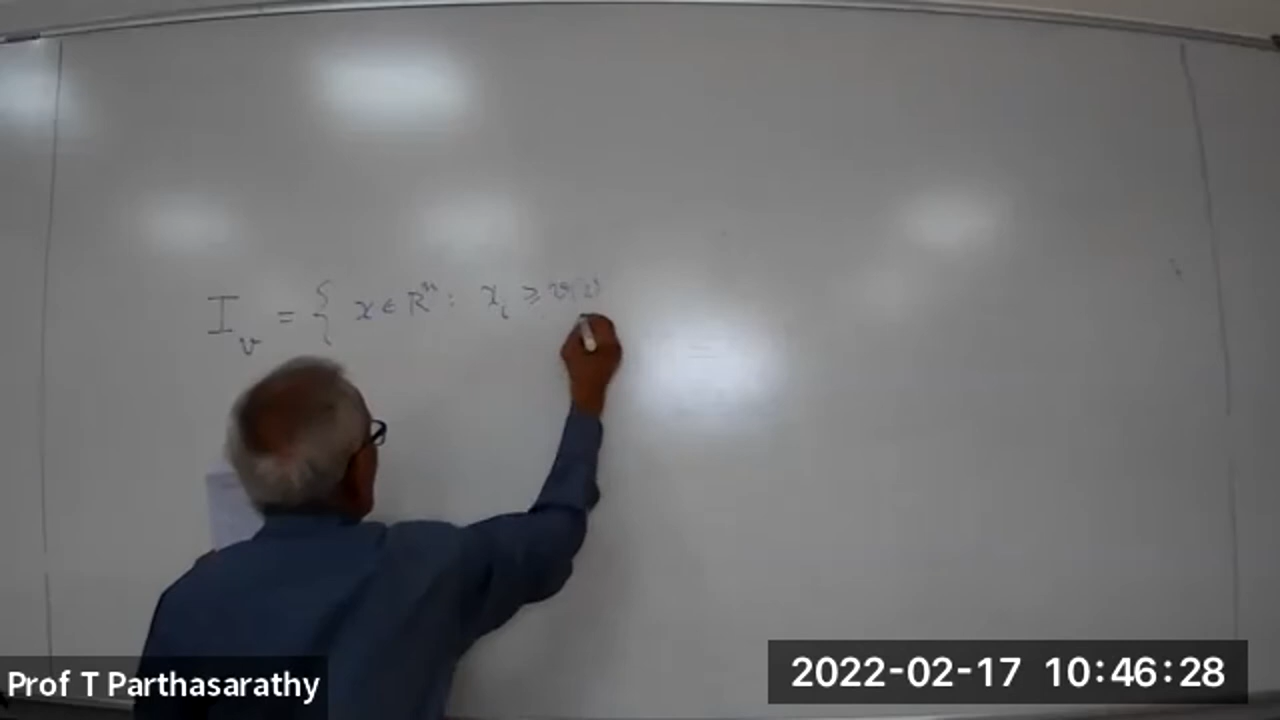 I_v = { x ∈ R^n : x_i ≥ v(i)
Prof T Parthasarathy
2022-02-17 10:46:28